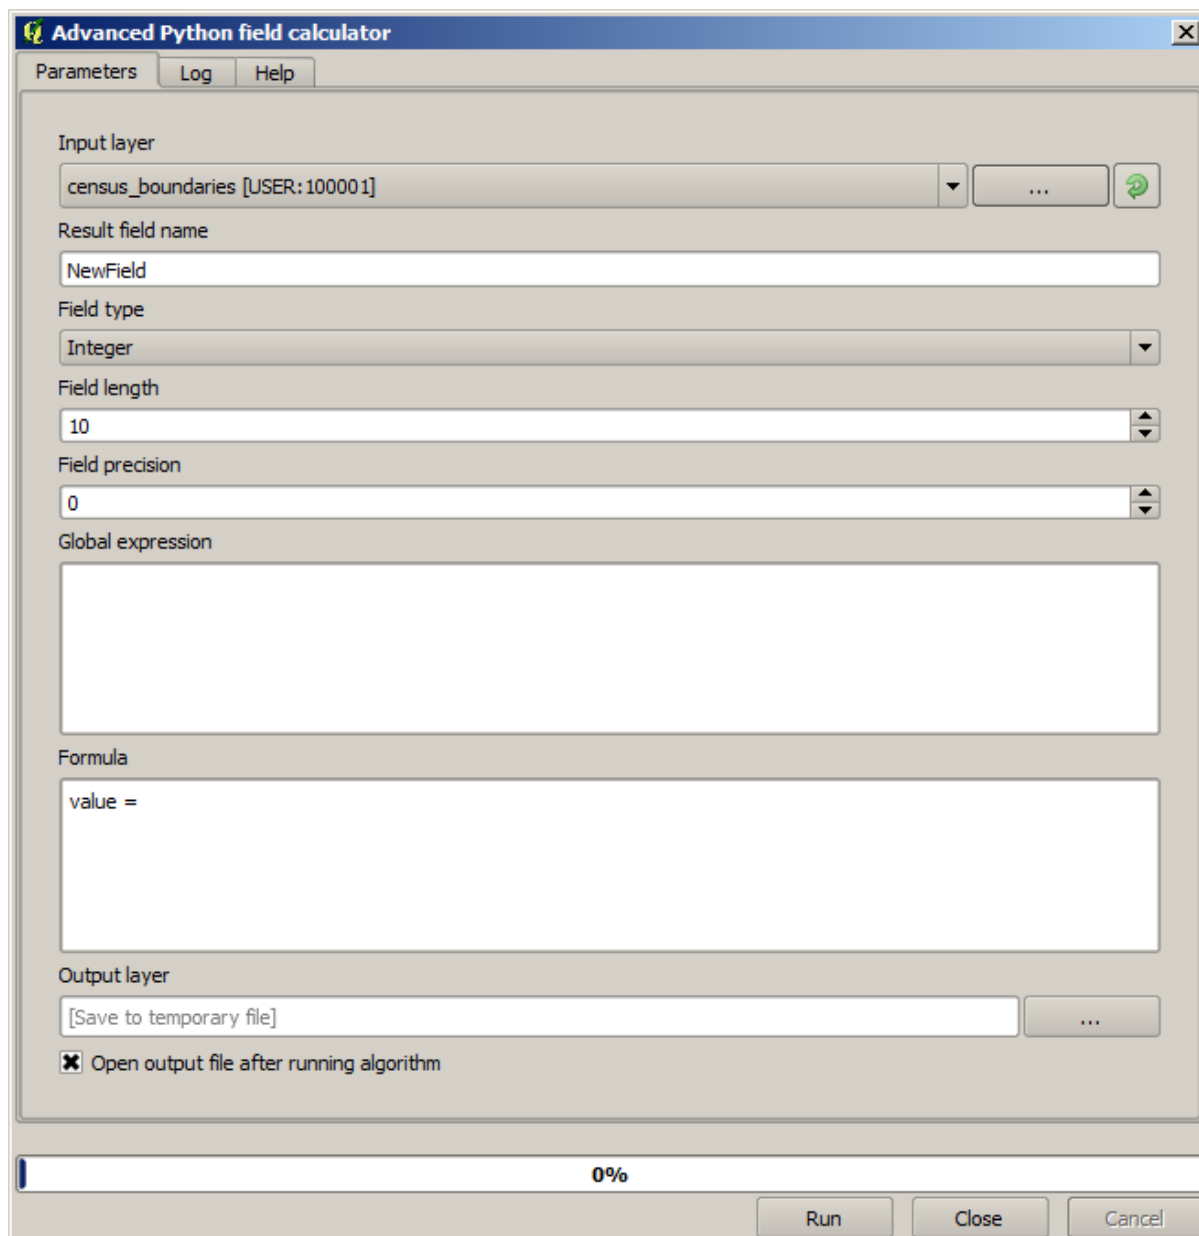 Advanced Python field calculator
Parameters Log Help
Input layer
census_boundaries [USER:100001] ...
Result field name
NewField
Field type
Integer
Field length
10
Field precision
0
Global expression
Formula
value =
Output layer
[Save to temporary file] ...
Open output file after running algorithm
0%
Run Close Cancel